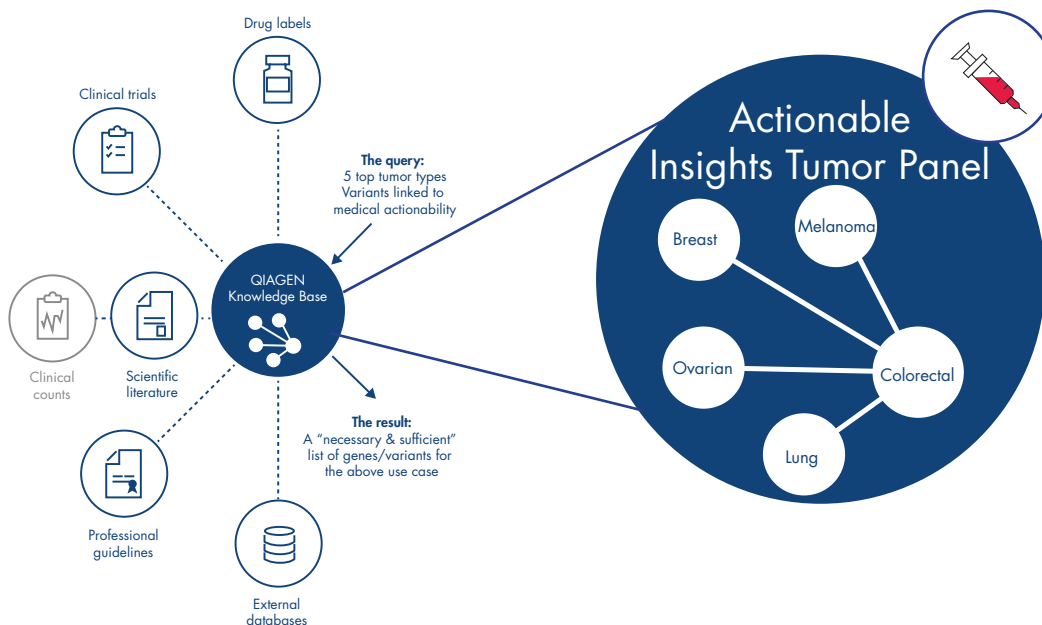 Drug labels
Clinical trials
The query:
5 top tumor types
Variants linked to
medical actionability
QIAGEN
Knowledge Base
Clinical
counts
Scientific
literature
The result:
A “necessary & sufficient”
list of genes/variants for
the above use case
Professional
guidelines
External
databases
Actionable
Insights Tumor Panel
Breast
Melanoma
Ovarian
Colorectal
Lung